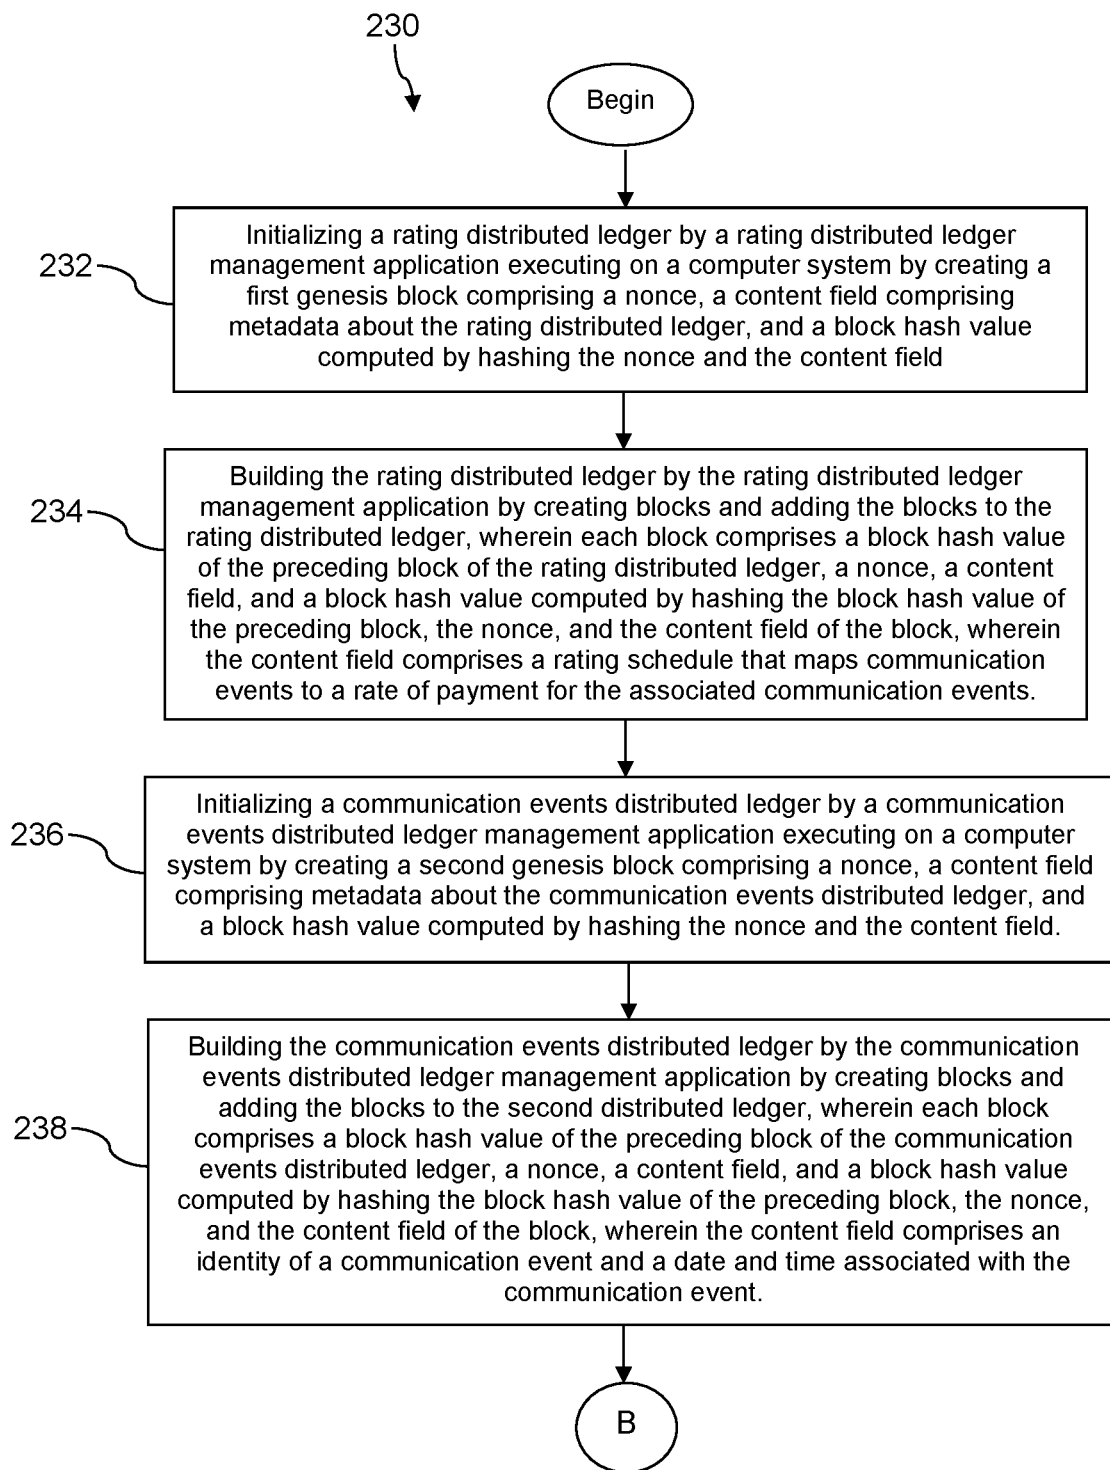 230
Begin
232
Initializing a rating distributed ledger by a rating distributed ledger
management application executing on a computer system by creating a
first genesis block comprising a nonce, a content field comprising
metadata about the rating distributed ledger, and a block hash value
computed by hashing the nonce and the content field
234
Building the rating distributed ledger by the rating distributed ledger
management application by creating blocks and adding the blocks to the
rating distributed ledger, wherein each block comprises a block hash value
of the preceding block of the rating distributed ledger, a nonce, a content
field, and a block hash value computed by hashing the block hash value of
the preceding block, the nonce, and the content field of the block, wherein
the content field comprises a rating schedule that maps communication
events to a rate of payment for the associated communication events.
236
Initializing a communication events distributed ledger by a communication
events distributed ledger management application executing on a computer
system by creating a second genesis block comprising a nonce, a content field
comprising metadata about the communication events distributed ledger, and
a block hash value computed by hashing the nonce and the content field.
238
Building the communication events distributed ledger by the communication
events distributed ledger management application by creating blocks and
adding the blocks to the second distributed ledger, wherein each block
comprises a block hash value of the preceding block of the communication
events distributed ledger, a nonce, a content field, and a block hash value
computed by hashing the block hash value of the preceding block, the nonce,
and the content field of the block, wherein the content field comprises an
identity of a communication event and a date and time associated with the
communication event.
B